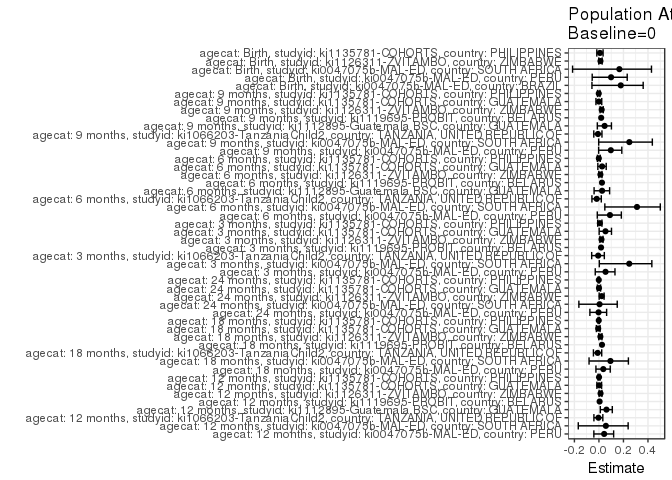 Population At
Baseline=0
agecat: Birth, studyid: ki1135781-COHORTS, country: PHILIPPINES
agecat: Birth, studyid: ki1126311-ZVITAMBO, country: ZIMBABWE
agecat: Birth, studyid: ki0047075b-MAL-ED, country: SOUTH AFRICA
agecat: Birth, studyid: ki0047075b-MAL-ED, country: PERU
agecat: Birth, studyid: ki0047075b-MAL-ED, country: BRAZIL
agecat: 9 months, studyid: ki1135781-COHORTS, country: PHILIPPINES
agecat: 9 months, studyid: ki1135781-COHORTS, country: GUATEMALA
agecat: 9 months, studyid: ki1126311-ZVITAMBO, country: ZIMBABWE
agecat: 9 months, studyid: ki1119695-PROBIT, country: BELARUS
agecat: 9 months, studyid: ki1112895-Guatemala BSC, country: GUATEMALA
agecat: 9 months, studyid: ki1066203-TanzaniaChild2, country: TANZANIA, UNITED REPUBLIC OF
agecat: 9 months, studyid: ki0047075b-MAL-ED, country: SOUTH AFRICA
agecat: 9 months, studyid: ki0047075b-MAL-ED, country: PERU
agecat: 6 months, studyid: ki1135781-COHORTS, country: PHILIPPINES
agecat: 6 months, studyid: ki1135781-COHORTS, country: GUATEMALA
agecat: 6 months, studyid: ki1126311-ZVITAMBO, country: ZIMBABWE
agecat: 6 months, studyid: ki1119695-PROBIT, country: BELARUS
agecat: 6 months, studyid: ki1112895-Guatemala BSC, country: GUATEMALA
agecat: 6 months, studyid: ki1066203-TanzaniaChild2, country: TANZANIA, UNITED REPUBLIC OF
agecat: 6 months, studyid: ki0047075b-MAL-ED, country: SOUTH AFRICA
agecat: 6 months, studyid: ki0047075b-MAL-ED, country: PERU
agecat: 3 months, studyid: ki1135781-COHORTS, country: PHILIPPINES
agecat: 3 months, studyid: ki1135781-COHORTS, country: GUATEMALA
agecat: 3 months, studyid: ki1126311-ZVITAMBO, country: ZIMBABWE
agecat: 3 months, studyid: ki1119695-PROBIT, country: BELARUS
agecat: 3 months, studyid: ki1066203-TanzaniaChild2, country: TANZANIA, UNITED REPUBLIC OF
agecat: 3 months, studyid: ki0047075b-MAL-ED, country: SOUTH AFRICA
agecat: 3 months, studyid: ki0047075b-MAL-ED, country: PERU
agecat: 24 months, studyid: ki1135781-COHORTS, country: PHILIPPINES
agecat: 24 months, studyid: ki1135781-COHORTS, country: GUATEMALA
agecat: 24 months, studyid: ki1126311-ZVITAMBO, country: ZIMBABWE
agecat: 24 months, studyid: ki0047075b-MAL-ED, country: SOUTH AFRICA
agecat: 24 months, studyid: ki0047075b-MAL-ED, country: PERU
agecat: 18 months, studyid: ki1135781-COHORTS, country: PHILIPPINES
agecat: 18 months, studyid: ki1135781-COHORTS, country: GUATEMALA
agecat: 18 months, studyid: ki1126311-ZVITAMBO, country: ZIMBABWE
agecat: 18 months, studyid: ki1119695-PROBIT, country: BELARUS
agecat: 18 months, studyid: ki1066203-TanzaniaChild2, country: TANZANIA, UNITED REPUBLIC OF
agecat: 18 months, studyid: ki0047075b-MAL-ED, country: SOUTH AFRICA
agecat: 18 months, studyid: ki0047075b-MAL-ED, country: PERU
agecat: 12 months, studyid: ki1135781-COHORTS, country: PHILIPPINES
agecat: 12 months, studyid: ki1135781-COHORTS, country: GUATEMALA
agecat: 12 months, studyid: ki1126311-ZVITAMBO, country: ZIMBABWE
agecat: 12 months, studyid: ki1119695-PROBIT, country: BELARUS
agecat: 12 months, studyid: ki1112895-Guatemala BSC, country: GUATEMALA
agecat: 12 months, studyid: ki1066203-TanzaniaChild2, country: TANZANIA, UNITED REPUBLIC OF
agecat: 12 months, studyid: ki0047075b-MAL-ED, country: SOUTH AFRICA
agecat: 12 months, studyid: ki0047075b-MAL-ED, country: PERU
-0.2 0.0 0.2 0.4
Estimate